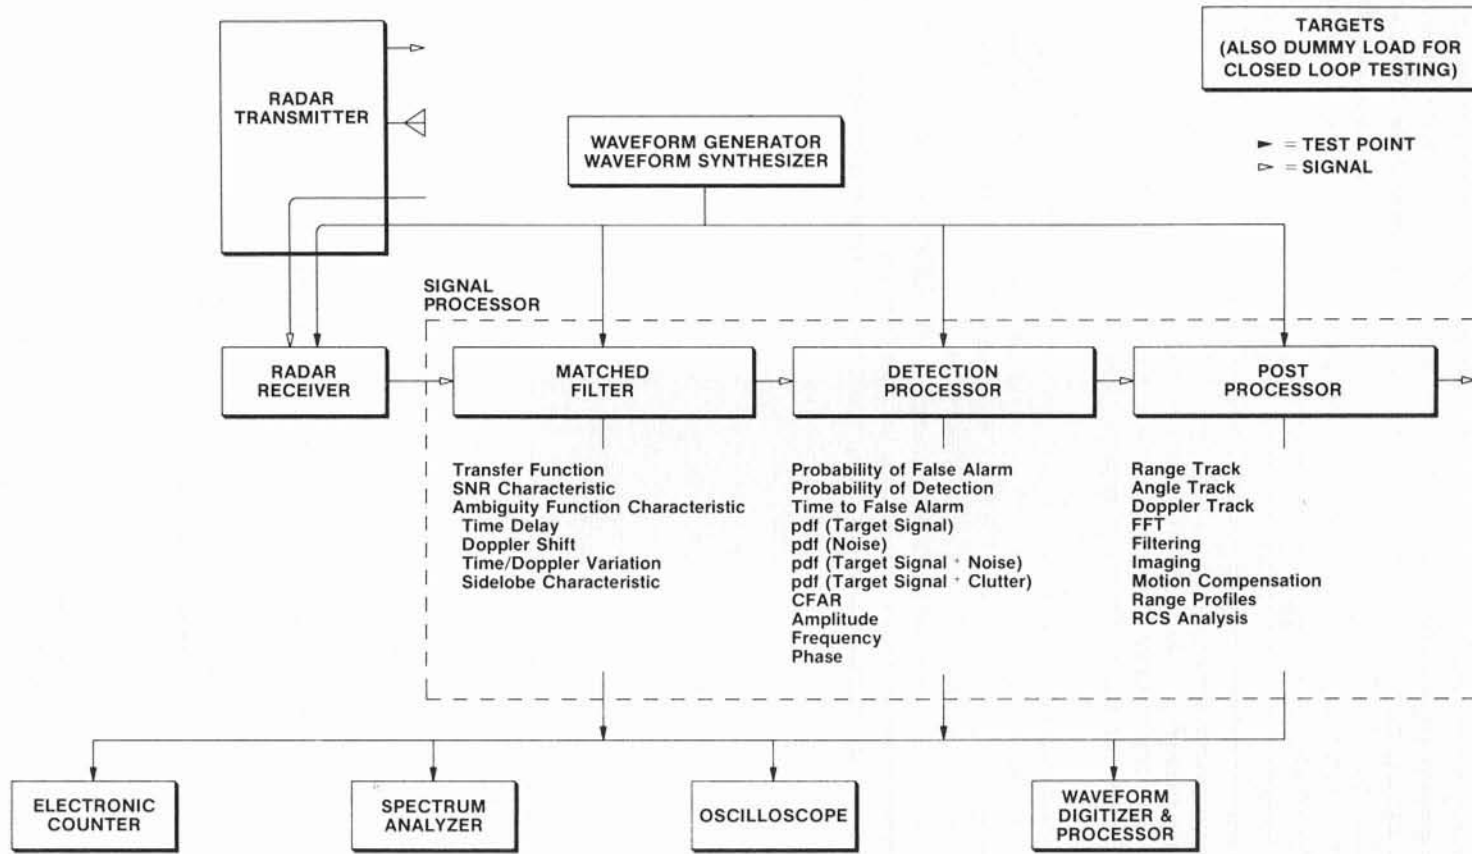 TARGETS
(ALSO DUMMY LOAD FOR
CLOSED LOOP TESTING)
RADAR
TRANSMITTER
WAVEFORM GENERATOR
WAVEFORM SYNTHESIZER
= TEST POINT
= SIGNAL
SIGNAL
PROCESSOR
RADAR
RECEIVER
MATCHED
FILTER
DETECTION
PROCESSOR
POST
PROCESSOR
Transfer Function
SNR Characteristic
Ambiguity Function Characteristic
Time Delay
Doppler Shift
Time/Doppler Variation
Sidelobe Characteristic
Probability of False Alarm
Probability of Detection
Time to False Alarm
pdf (Target Signal)
pdf (Noise)
pdf (Target Signal + Noise)
pdf (Target Signal + Clutter)
CFAR
Amplitude
Frequency
Phase
Range Track
Angle Track
Doppler Track
FFT
Filtering
Imaging
Motion Compensation
Range Profiles
RCS Analysis
ELECTRONIC
COUNTER
SPECTRUM
ANALYZER
OSCILLOSCOPE
WAVEFORM
DIGITIZER &
PROCESSOR